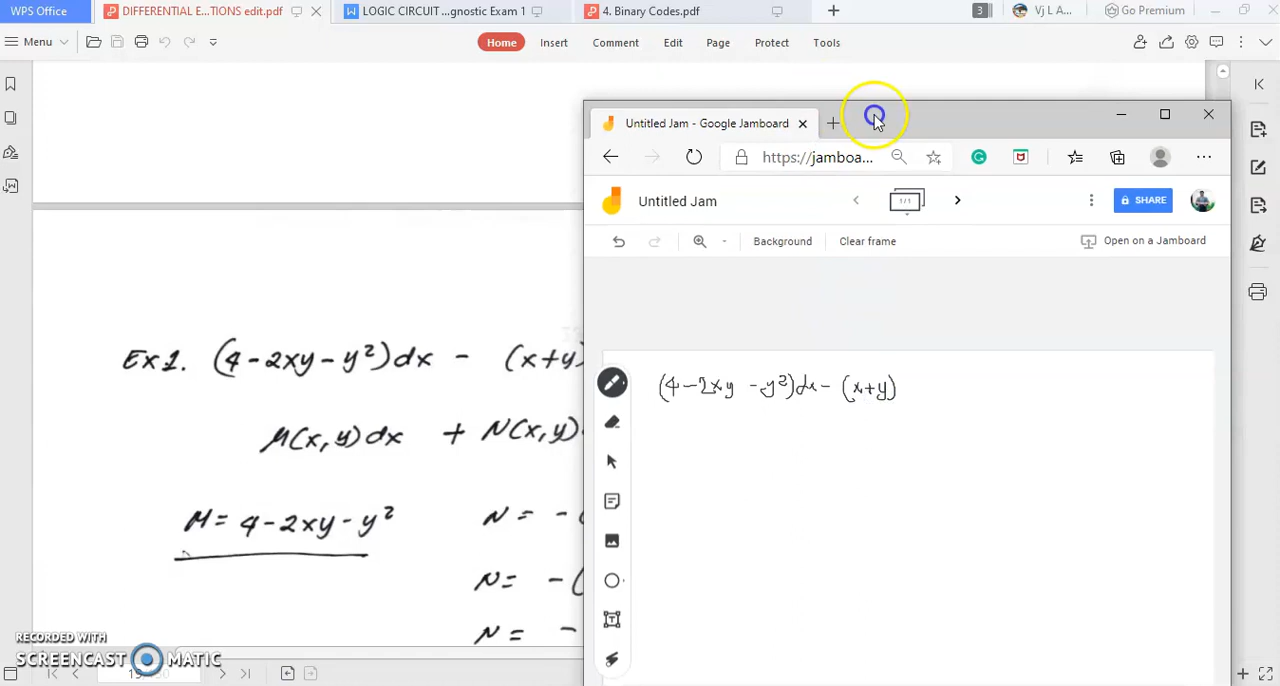 WPS Office DIFFERENTIAL E...TIONS edit.pdf LOGIC CIRCUIT ...gnostic Exam 1 4. Binary Codes.pdf 3 Vj L A... Go Premium
Menu Home Insert Comment Edit Page Protect Tools
Untitled Jam - Google Jamboard
https://jamboa...
Untitled Jam 1/1 SHARE
Background Clear frame Open on a Jamboard
Ex1. (4-2xy-y²)dx - (x+y)
(4-2xy -y²)dx- (x+y)
M(x,y)dx + N(x,y)
M= 4-2xy-y² N= -
N= -(
N= -
RECORDED WITH
SCREENCAST MATIC